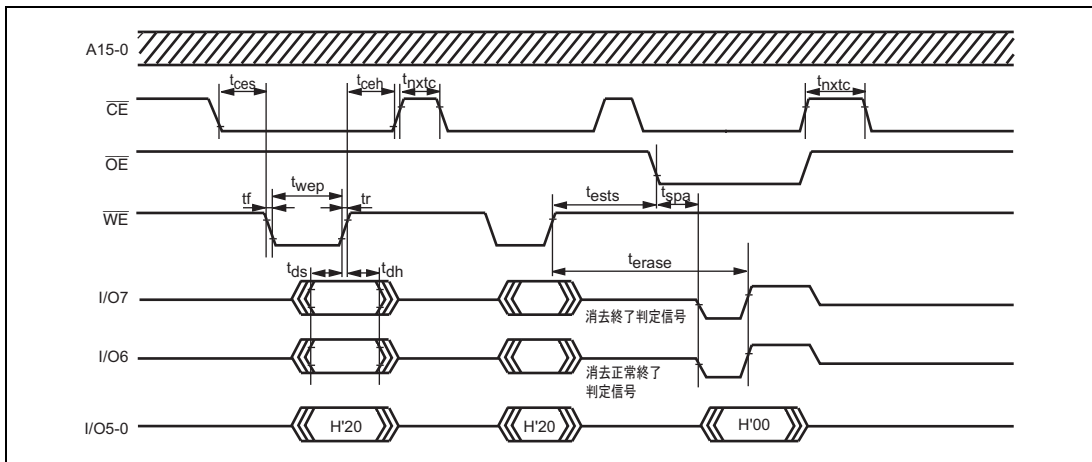 A15-0
tces
tceh
tnxtc
tnxtc
CE
OE
twep
tests
tspa
tf
tr
WE
tds
tdh
terase
I/O7
消去終了判定信号
I/O6
消去正常終了
判定信号
I/O5-0
H'20
H'20
H'00